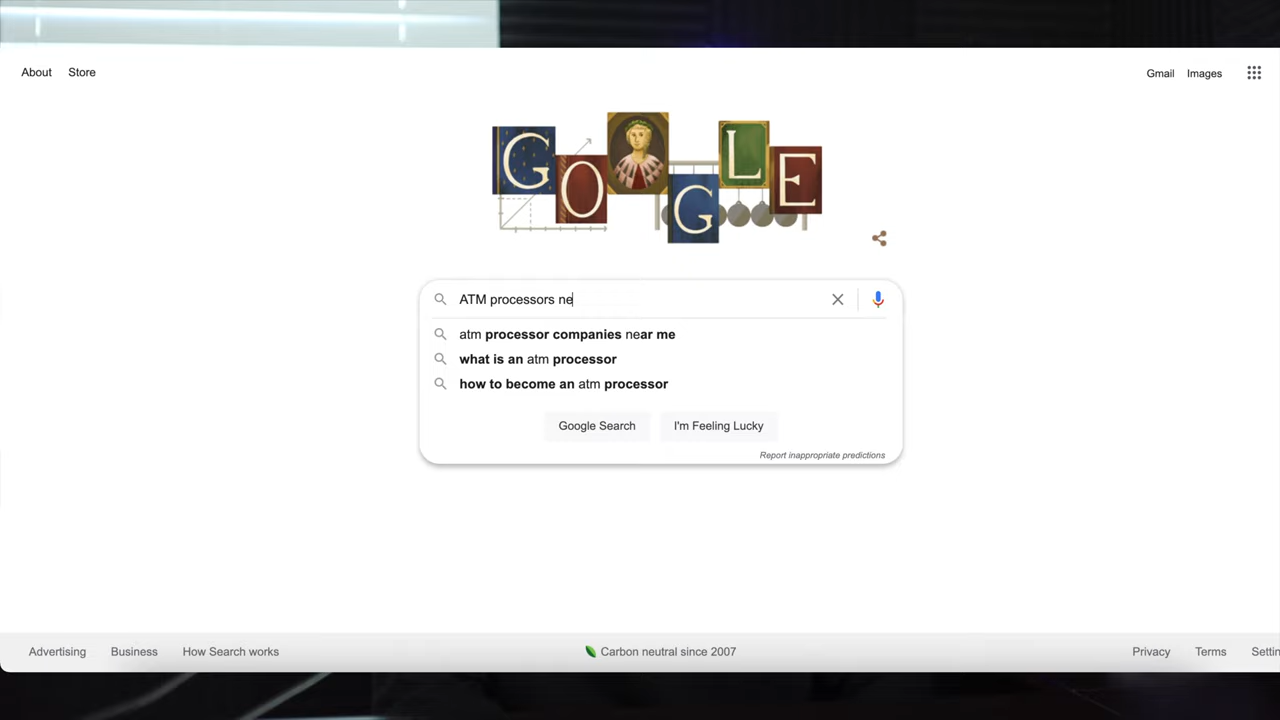 About Store
Gmail Images
GOOGLE
ATM processors ne
atm processor companies near me
what is an atm processor
how to become an atm processor
Google Search I'm Feeling Lucky
Report inappropriate predictions
Advertising Business How Search works
Carbon neutral since 2007
Privacy Terms Settin